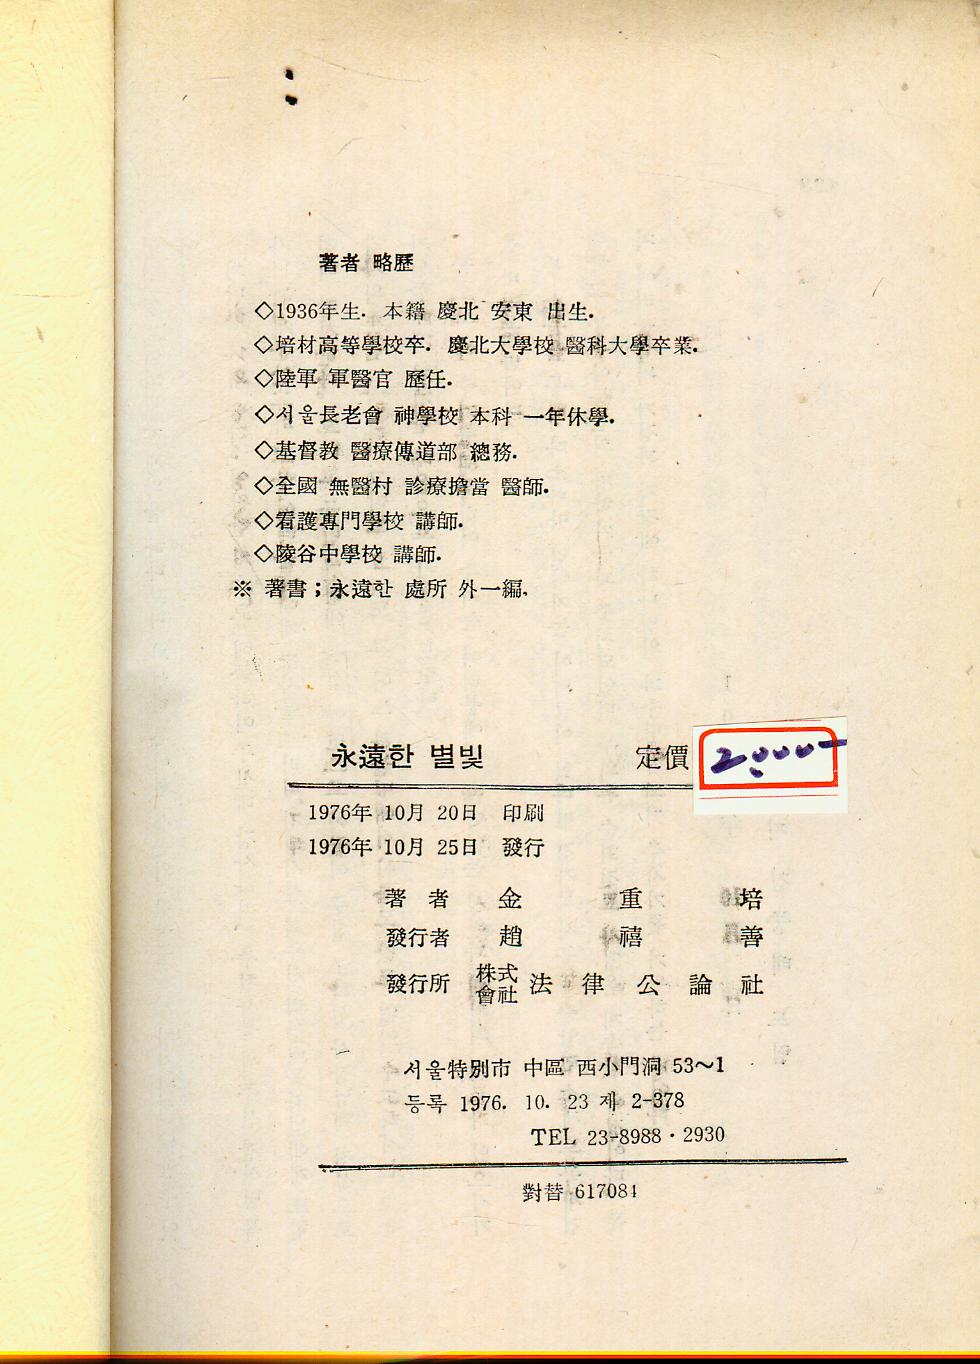 著者 略歷
◇1936年生. 本籍 慶北 安東 出生.
◇培材高等學校卒. 慶北大學校 醫科大學卒業.
◇陸軍 軍醫官 歷任.
◇서울長老會 神學校 本科 一年休學.
◇基督教 醫療傳道部 總務.
◇全國 無醫村 診療擔當 醫師.
◇看護專門學校 講師.
◇陵谷中學校 講師.
※ 著書;永遠한 處所 外一編.
永遠한 별빛 定價
1976年 10月 20日 印刷
1976年 10月 25日 發行
著者 金重培
發行者 趙禧善
發行所 株式會社 法律公論社
서울特別市 中區 西小門洞 53~1
등록 1976. 10. 23 제 2-378
TEL 23-8988·2930
對替 617084